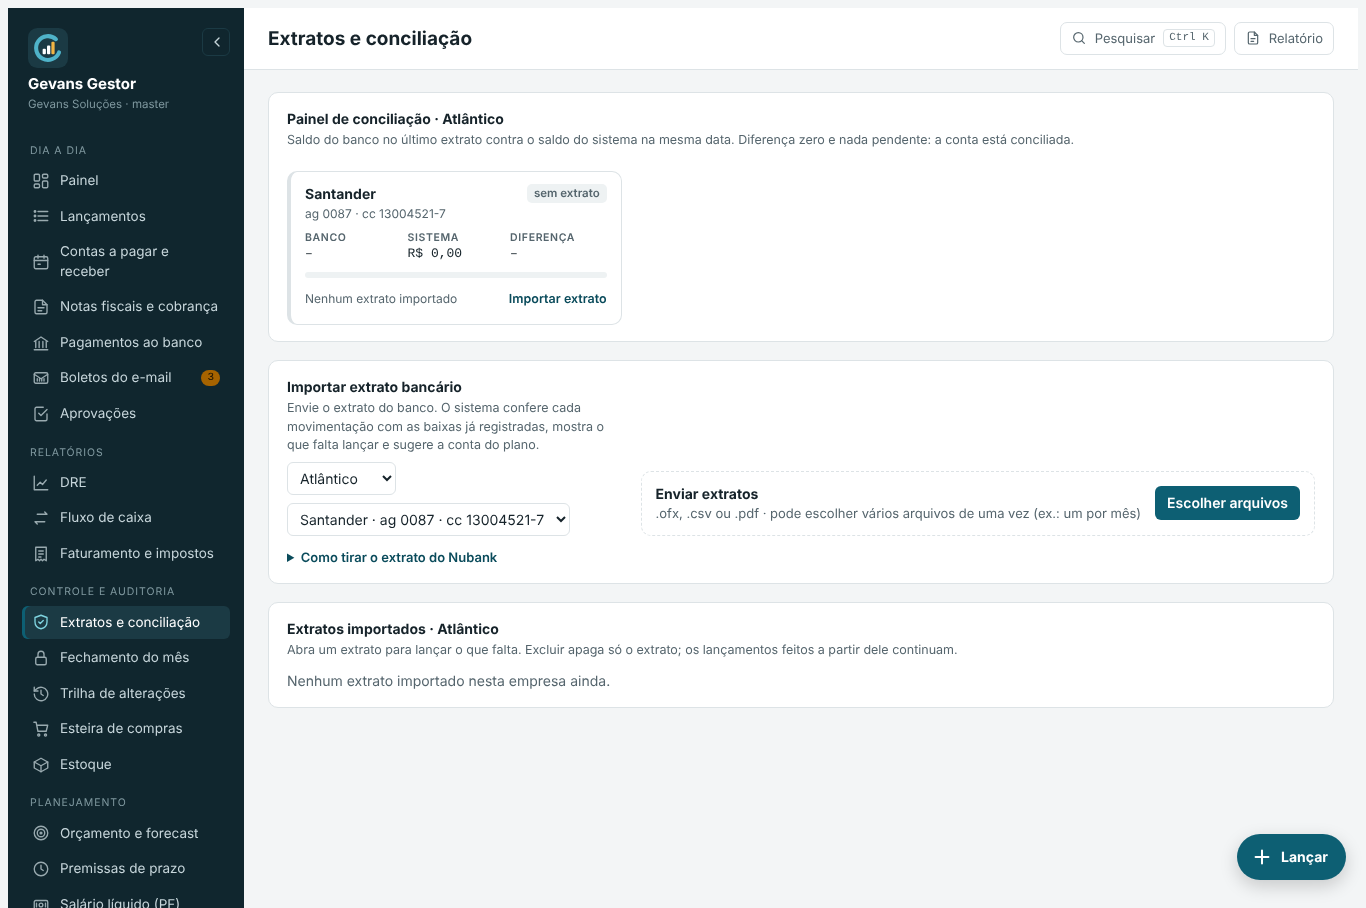 Gevans Gestor
Gevans Soluções · master
DIA A DIA
Painel
Lançamentos
Contas a pagar e
receber
Notas fiscais e cobrança
Pagamentos ao banco
Boletos do e-mail 3
Aprovações
RELATÓRIOS
DRE
Fluxo de caixa
Faturamento e impostos
CONTROLE E AUDITORIA
Extratos e conciliação
Fechamento do mês
Trilha de alterações
Esteira de compras
Estoque
PLANEJAMENTO
Orçamento e forecast
Premissas de prazo
Salário líquido (PF)
Extratos e conciliação
Pesquisar Ctrl K
Relatório
Painel de conciliação · Atlântico
Saldo do banco no último extrato contra o saldo do sistema na mesma data. Diferença zero e nada pendente: a conta está conciliada.
Santander sem extrato
ag 0087 · cc 13004521-7
BANCO SISTEMA DIFERENÇA
– R$ 0,00 –
Nenhum extrato importado Importar extrato
Importar extrato bancário
Envie o extrato do banco. O sistema confere cada
movimentação com as baixas já registradas, mostra o
que falta lançar e sugere a conta do plano.
Atlântico
Santander · ag 0087 · cc 13004521-7
Como tirar o extrato do Nubank
Enviar extratos
.ofx, .csv ou .pdf · pode escolher vários arquivos de uma vez (ex.: um por mês)
Escolher arquivos
Extratos importados · Atlântico
Abra um extrato para lançar o que falta. Excluir apaga só o extrato; os lançamentos feitos a partir dele continuam.
Nenhum extrato importado nesta empresa ainda.
Lançar